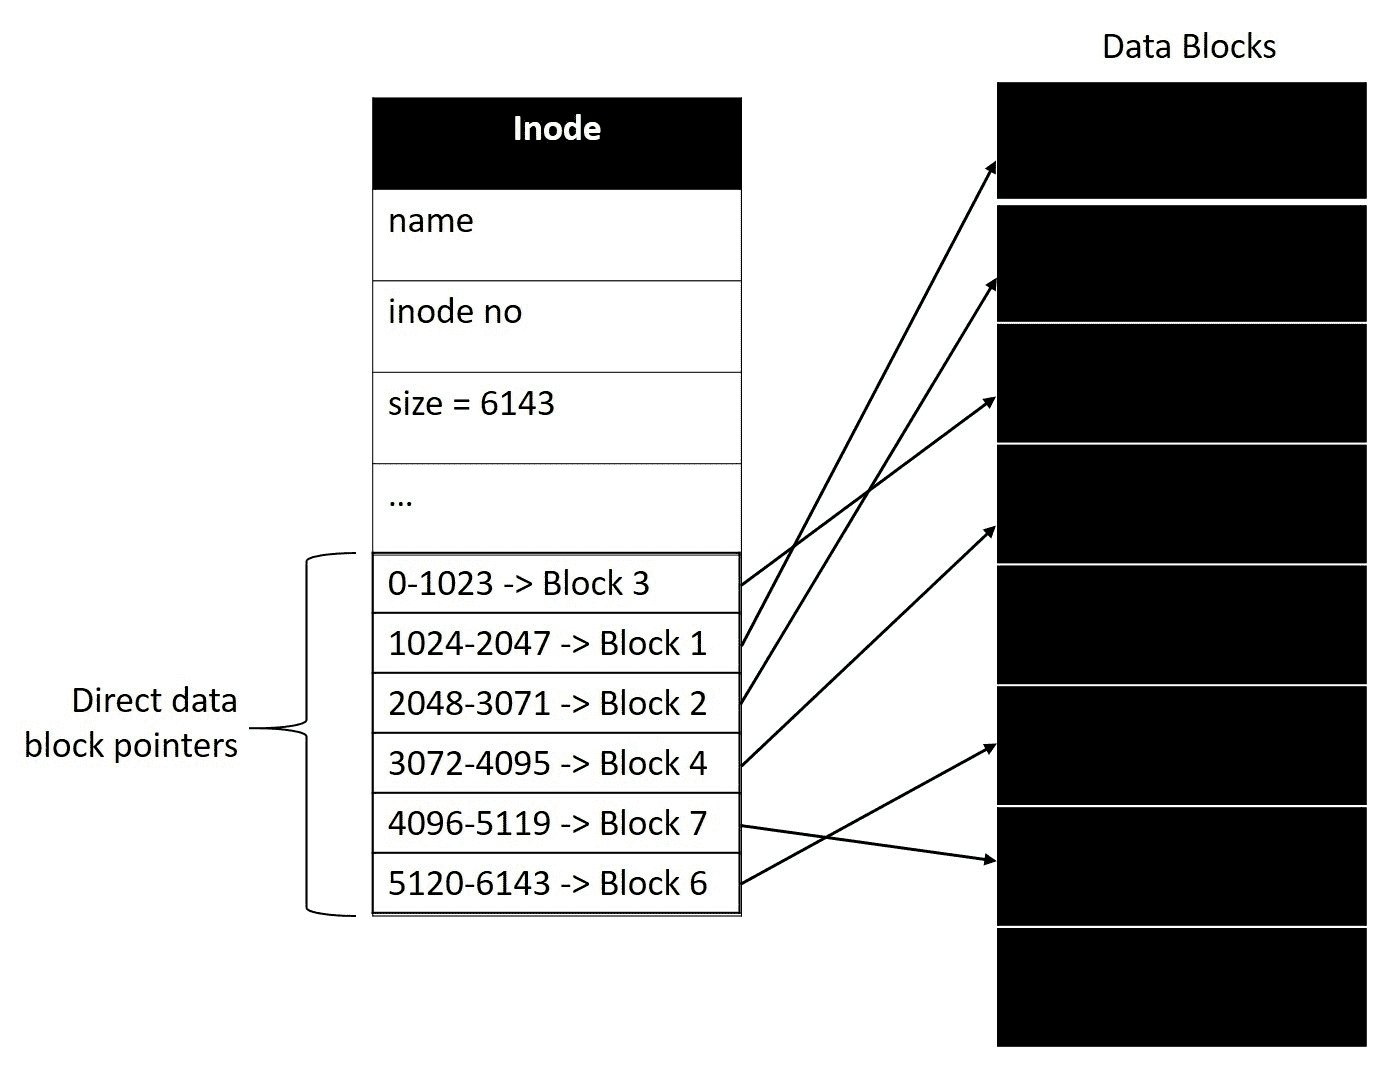 Data Blocks
Inode
name
inode no
size = 6143
...
0-1023 -> Block 3
1024-2047 -> Block 1
2048-3071 -> Block 2
3072-4095 -> Block 4
4096-5119 -> Block 7
5120-6143 -> Block 6
Direct data
block pointers